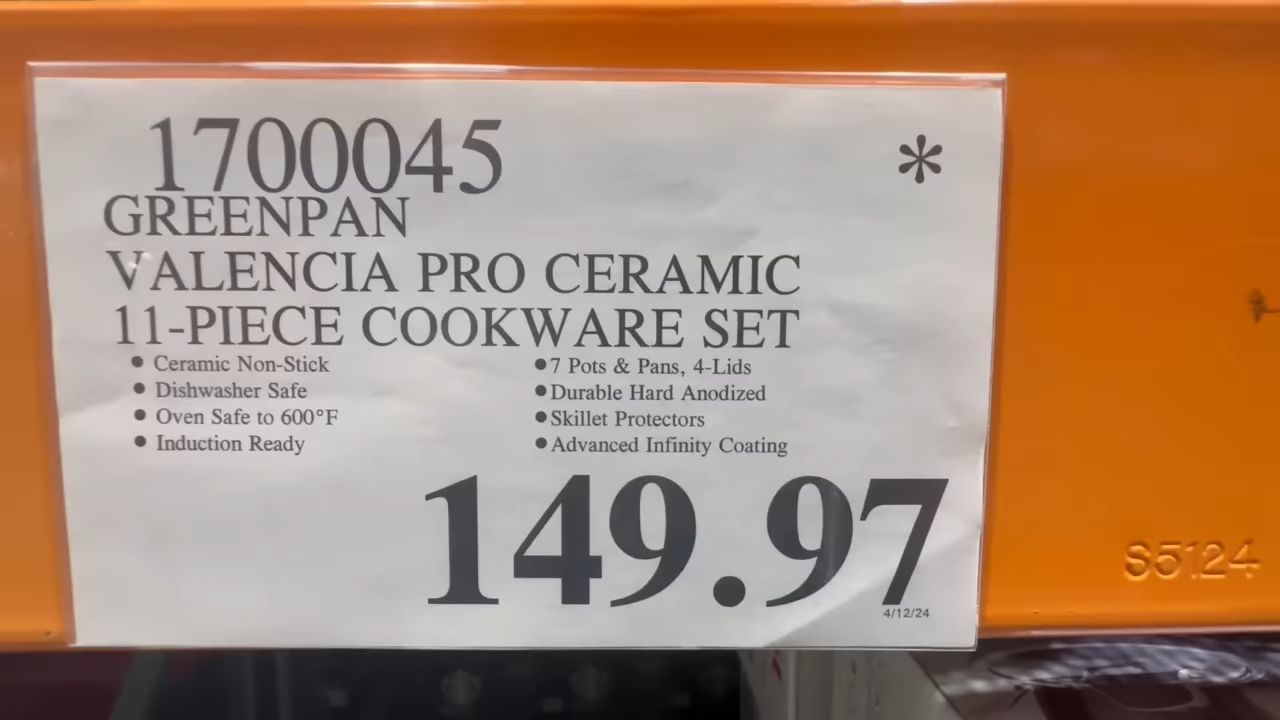 1700045
*
GREENPAN
VALENCIA PRO CERAMIC
11-PIECE COOKWARE SET
• Ceramic Non-Stick
• Dishwasher Safe
• Oven Safe to 600°F
• Induction Ready
• 7 Pots & Pans, 4-Lids
• Durable Hard Anodized
• Skillet Protectors
• Advanced Infinity Coating
149.97
4/12/24
S5124